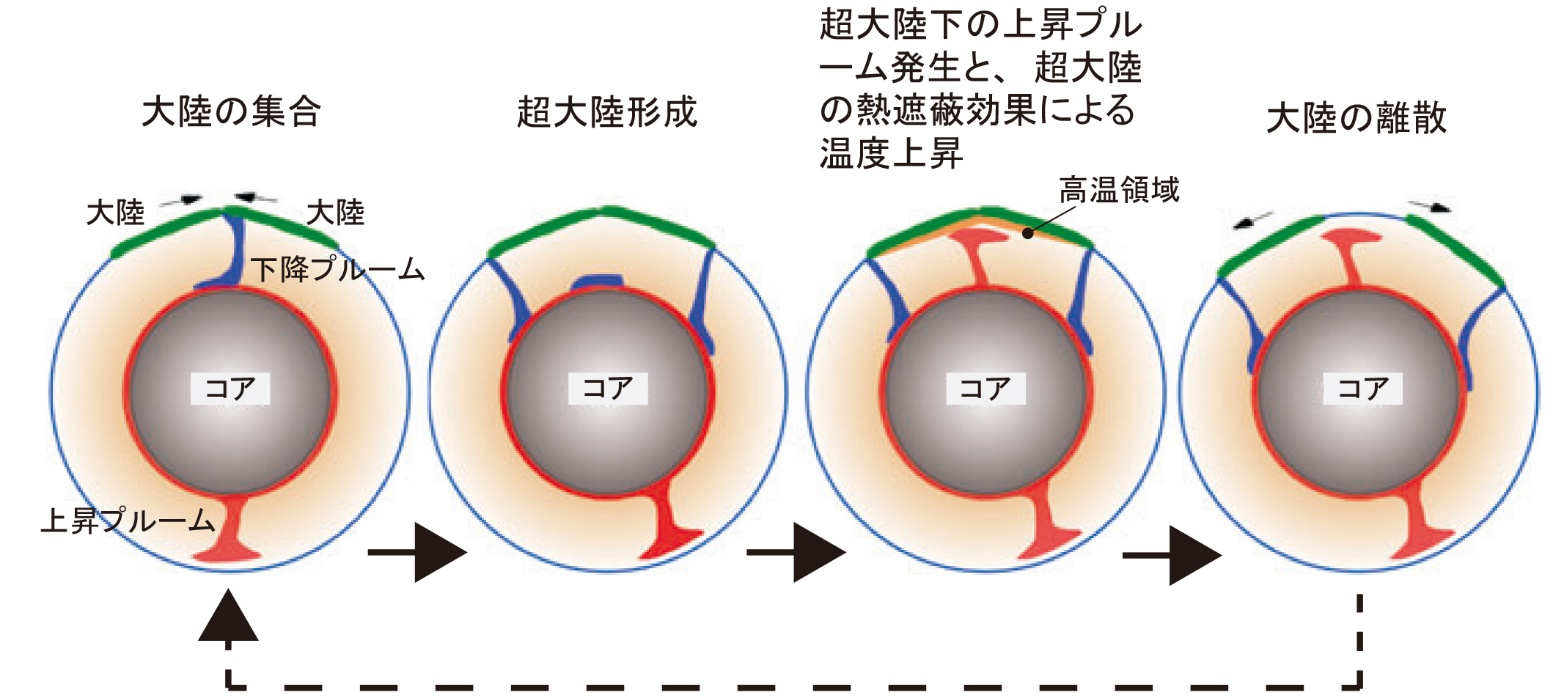 大陸の集合
超大陸形成
超大陸下の上昇プル
ーム発生と、超大陸
の熱遮蔽効果による
温度上昇
大陸の離散
大陸
大陸
下降プルーム
コア
上昇プルーム
コア
高温領域
コア
コア